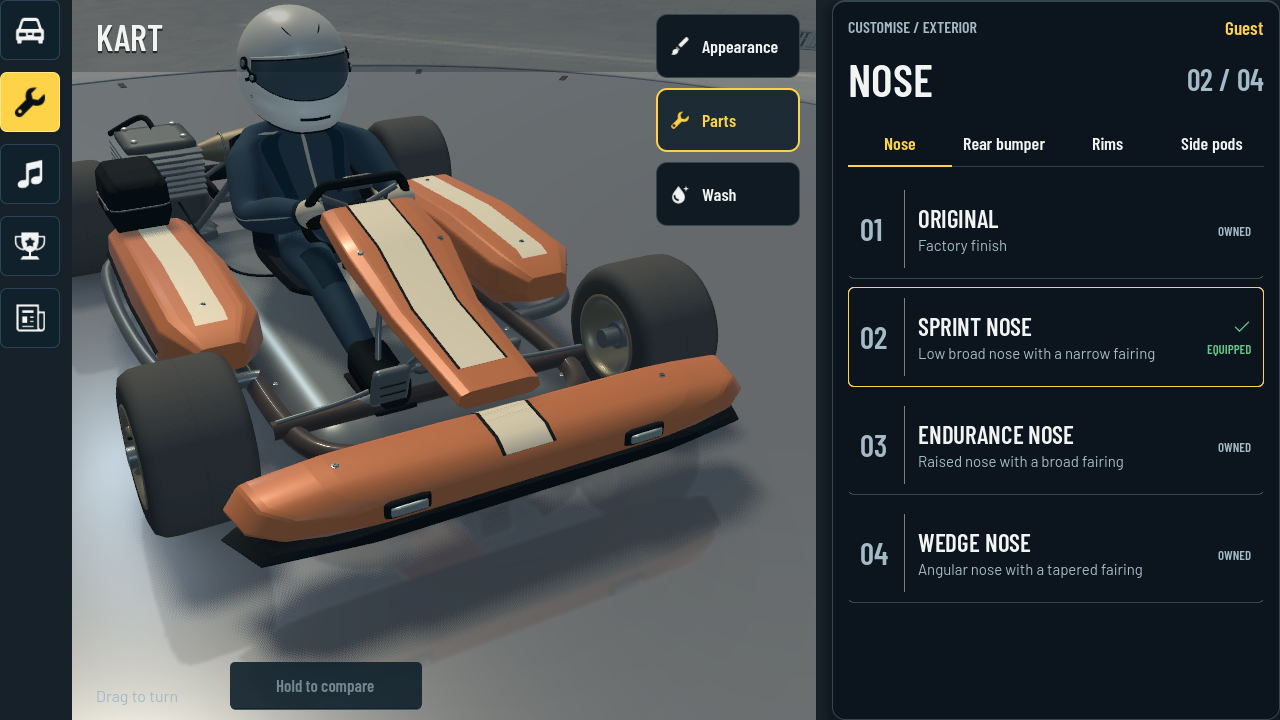 KART
Appearance
Parts
Wash
Hold to compare
Drag to turn
CUSTOMISE / EXTERIOR
Guest
NOSE
02 / 04
Nose
Rear bumper
Rims
Side pods
01
ORIGINAL
Factory finish
OWNED
02
SPRINT NOSE
Low broad nose with a narrow fairing
EQUIPPED
03
ENDURANCE NOSE
Raised nose with a broad fairing
OWNED
04
WEDGE NOSE
Angular nose with a tapered fairing
OWNED